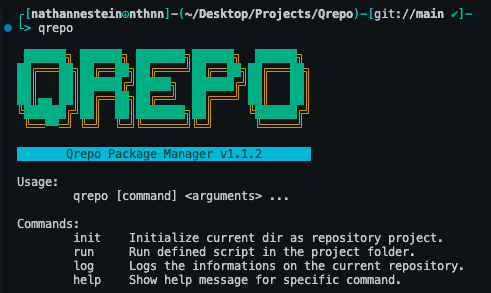 ┌[nathannestein☮nthnn]-(~/Desktop/Projects/Qrepo)-[git://main ✔]-
└> qrepo
QREPO
Qrepo Package Manager v1.1.2
Usage:
qrepo [command] <arguments> ...
Commands:
init Initialize current dir as repository project.
run Run defined script in the project folder.
log Logs the informations on the current repository.
help Show help message for specific command.